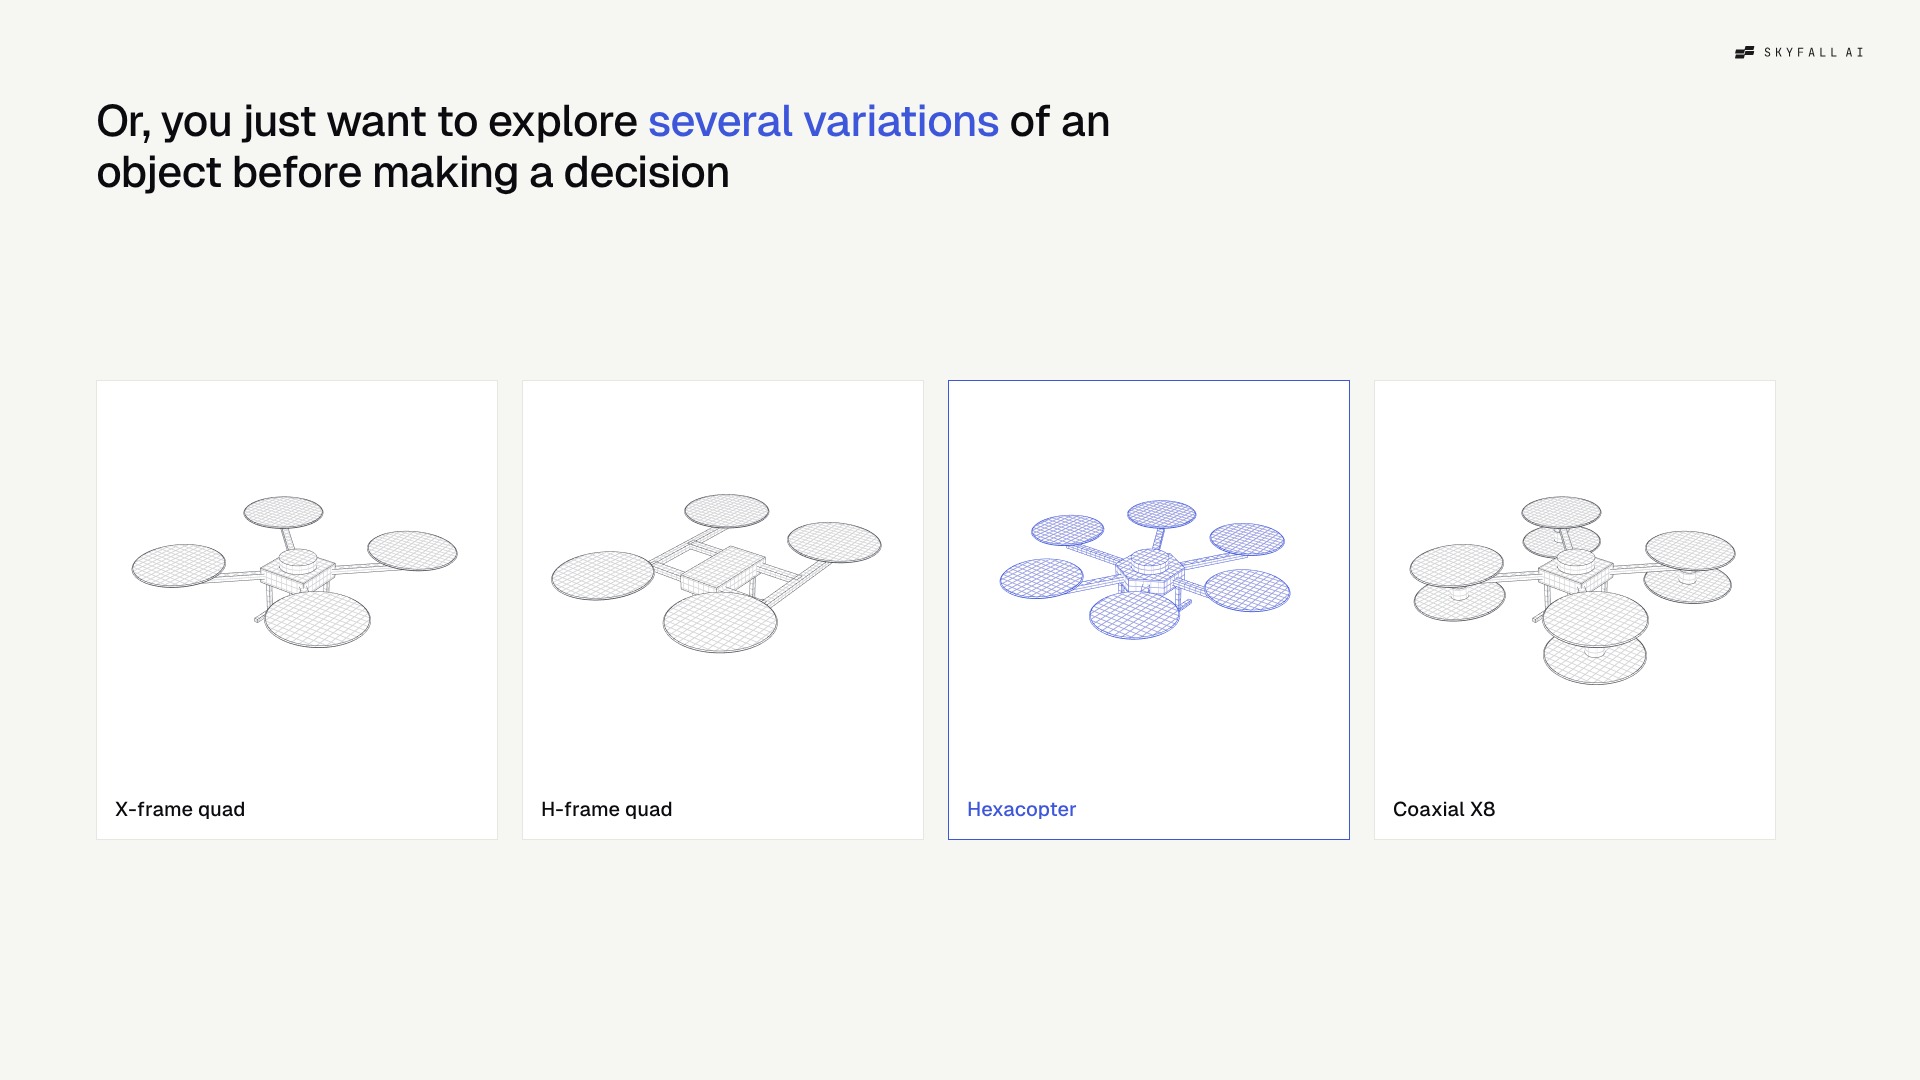 SKYFALL AI
Or, you just want to explore several variations of an
object before making a decision
X-frame quad
H-frame quad
Hexacopter
Coaxial X8